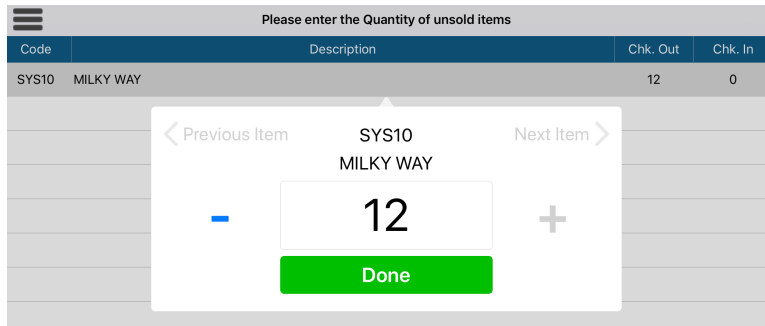 Please enter the Quantity of unsold items
Code Description Chk. Out Chk. In
SYS10 MILKY WAY 12 0
Previous Item SYS10 Next Item
MILKY WAY
- 12 +
Done